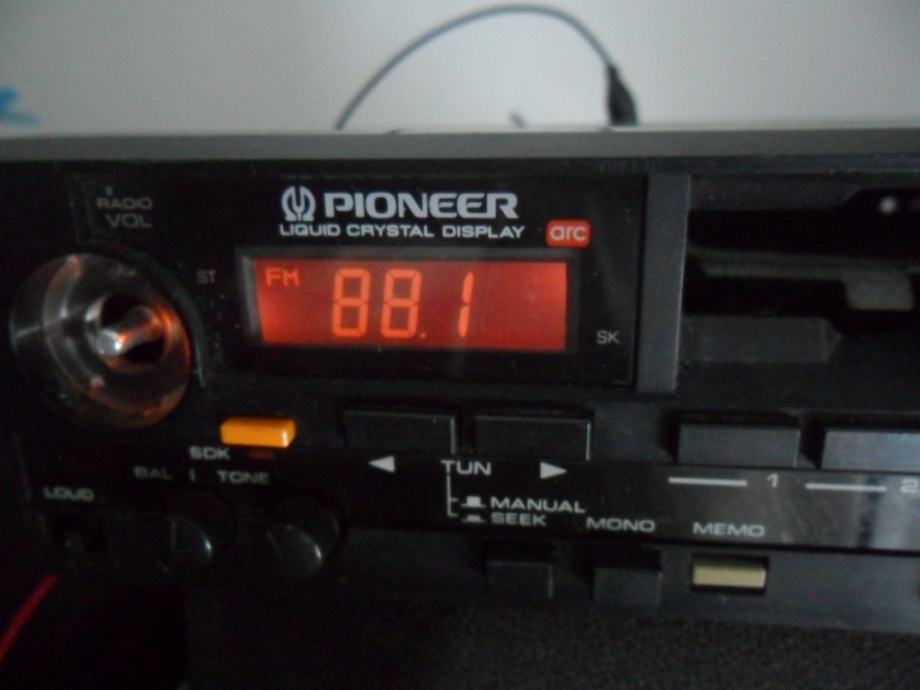 RADIO
VOL
PIONEER
LIQUID CRYSTAL DISPLAY arc
ST
FM 88.1
SK
SDK
BAL TONE
LOUD
TUN
MANUAL
SEEK
MONO
MEMO
1
2